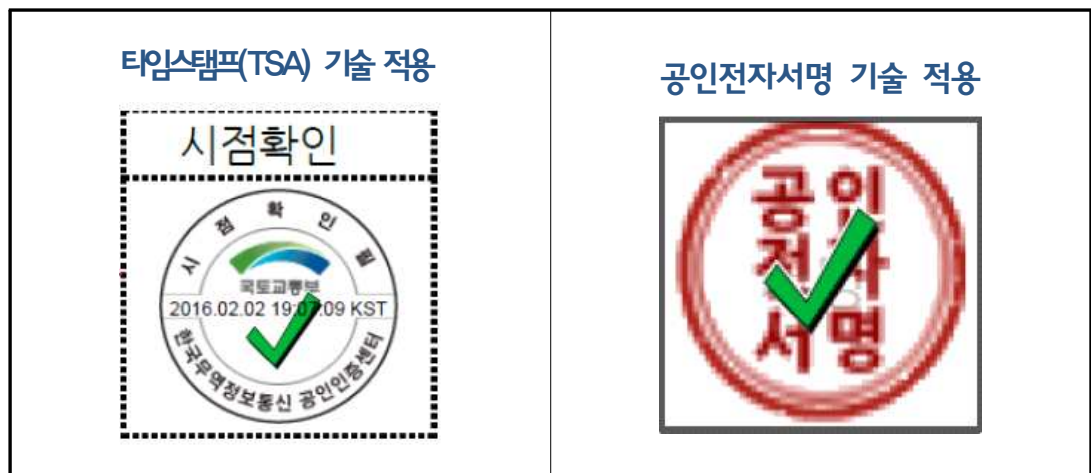 타임스탬프(TSA) 기술 적용
시점확인
시 점 확 인 필
국토교통부
2016.02.02 19:07:09 KST
한국무역정보통신 공인인증센터
공인전자서명 기술 적용
공인
전자
서명